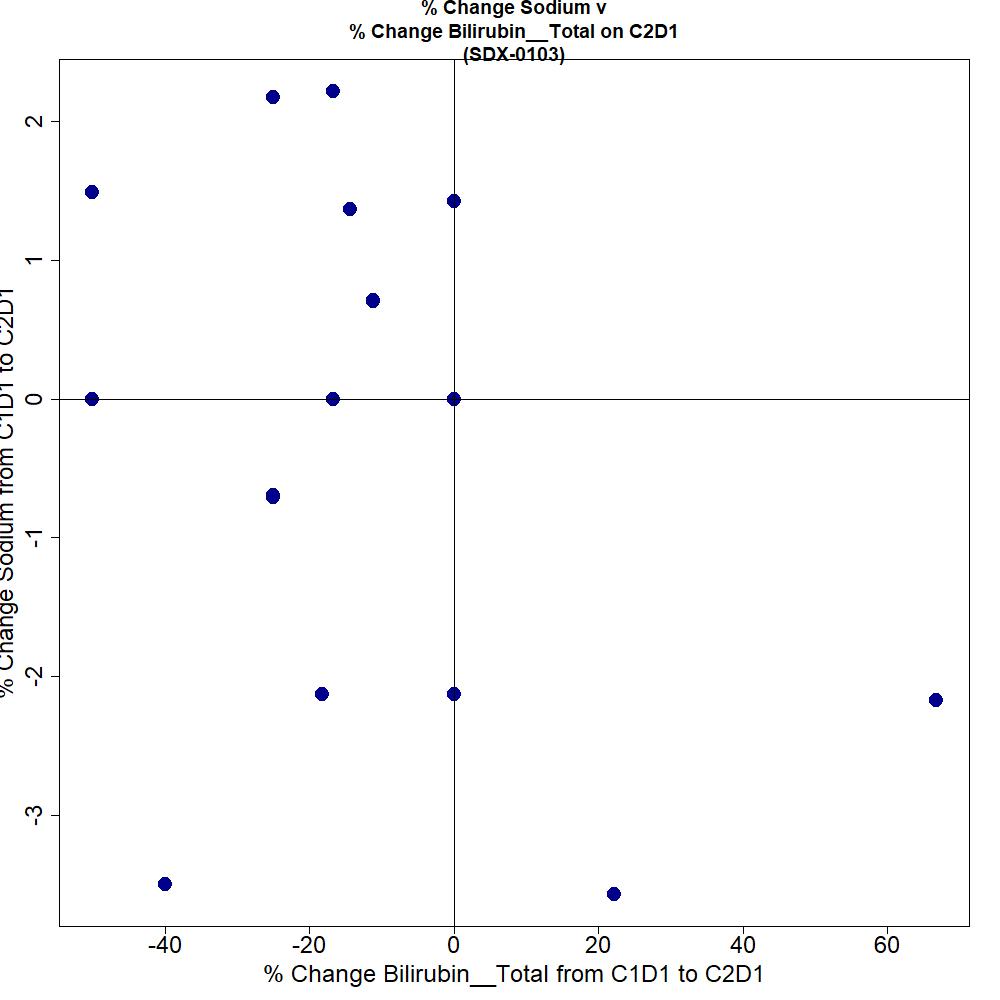 % Change Sodium v
% Change Bilirubin__Total on C2D1
(SDX-0103)
% Change Sodium from C1D1 to C2D1
2
1
0
-1
-2
-3
-40
-20
0
20
40
60
% Change Bilirubin__Total from C1D1 to C2D1